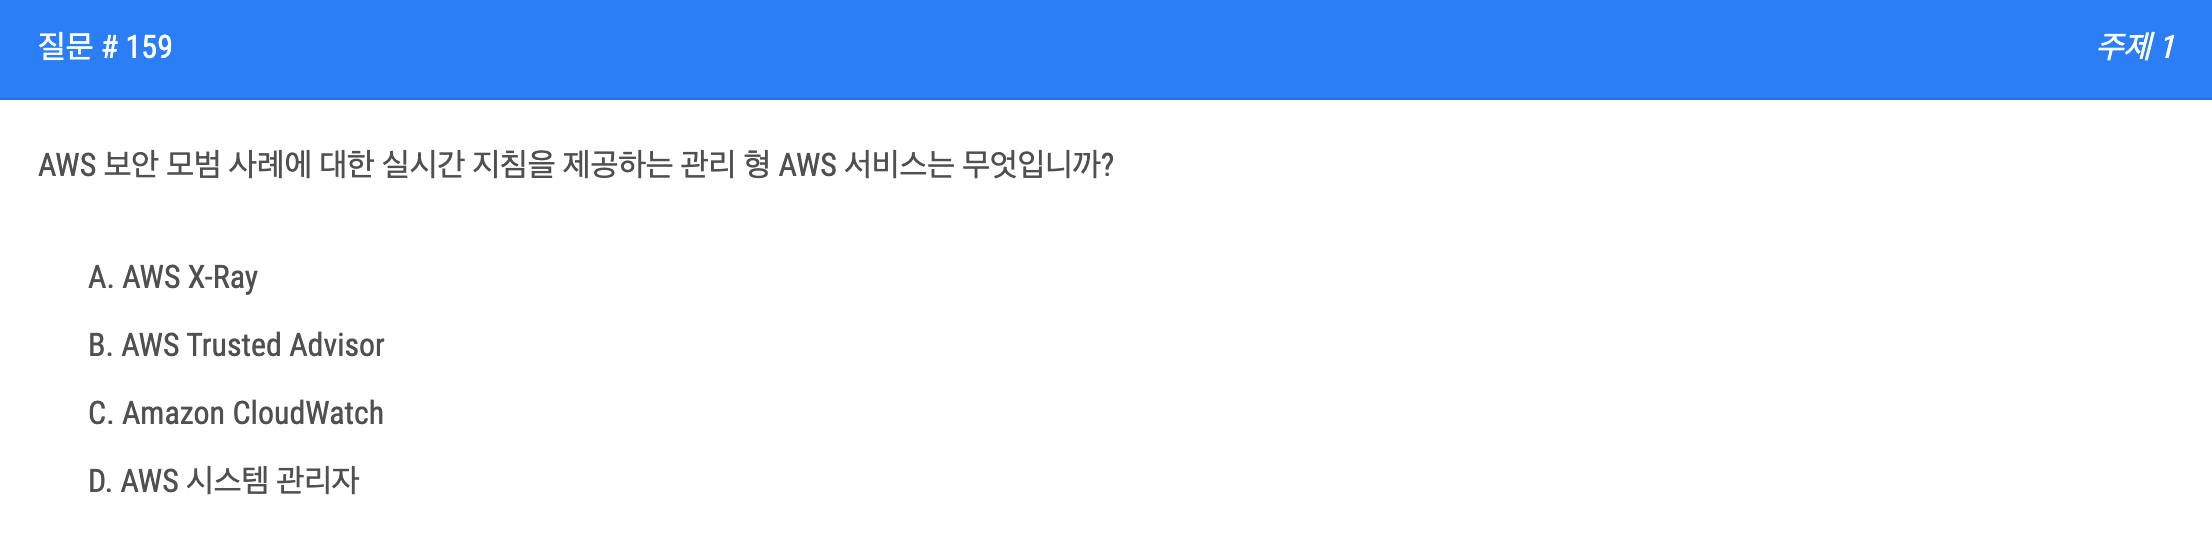 질문 # 159
주제 1
AWS 보안 모범 사례에 대한 실시간 지침을 제공하는 관리 형 AWS 서비스는 무엇입니까?
A. AWS X-Ray
B. AWS Trusted Advisor
C. Amazon CloudWatch
D. AWS 시스템 관리자